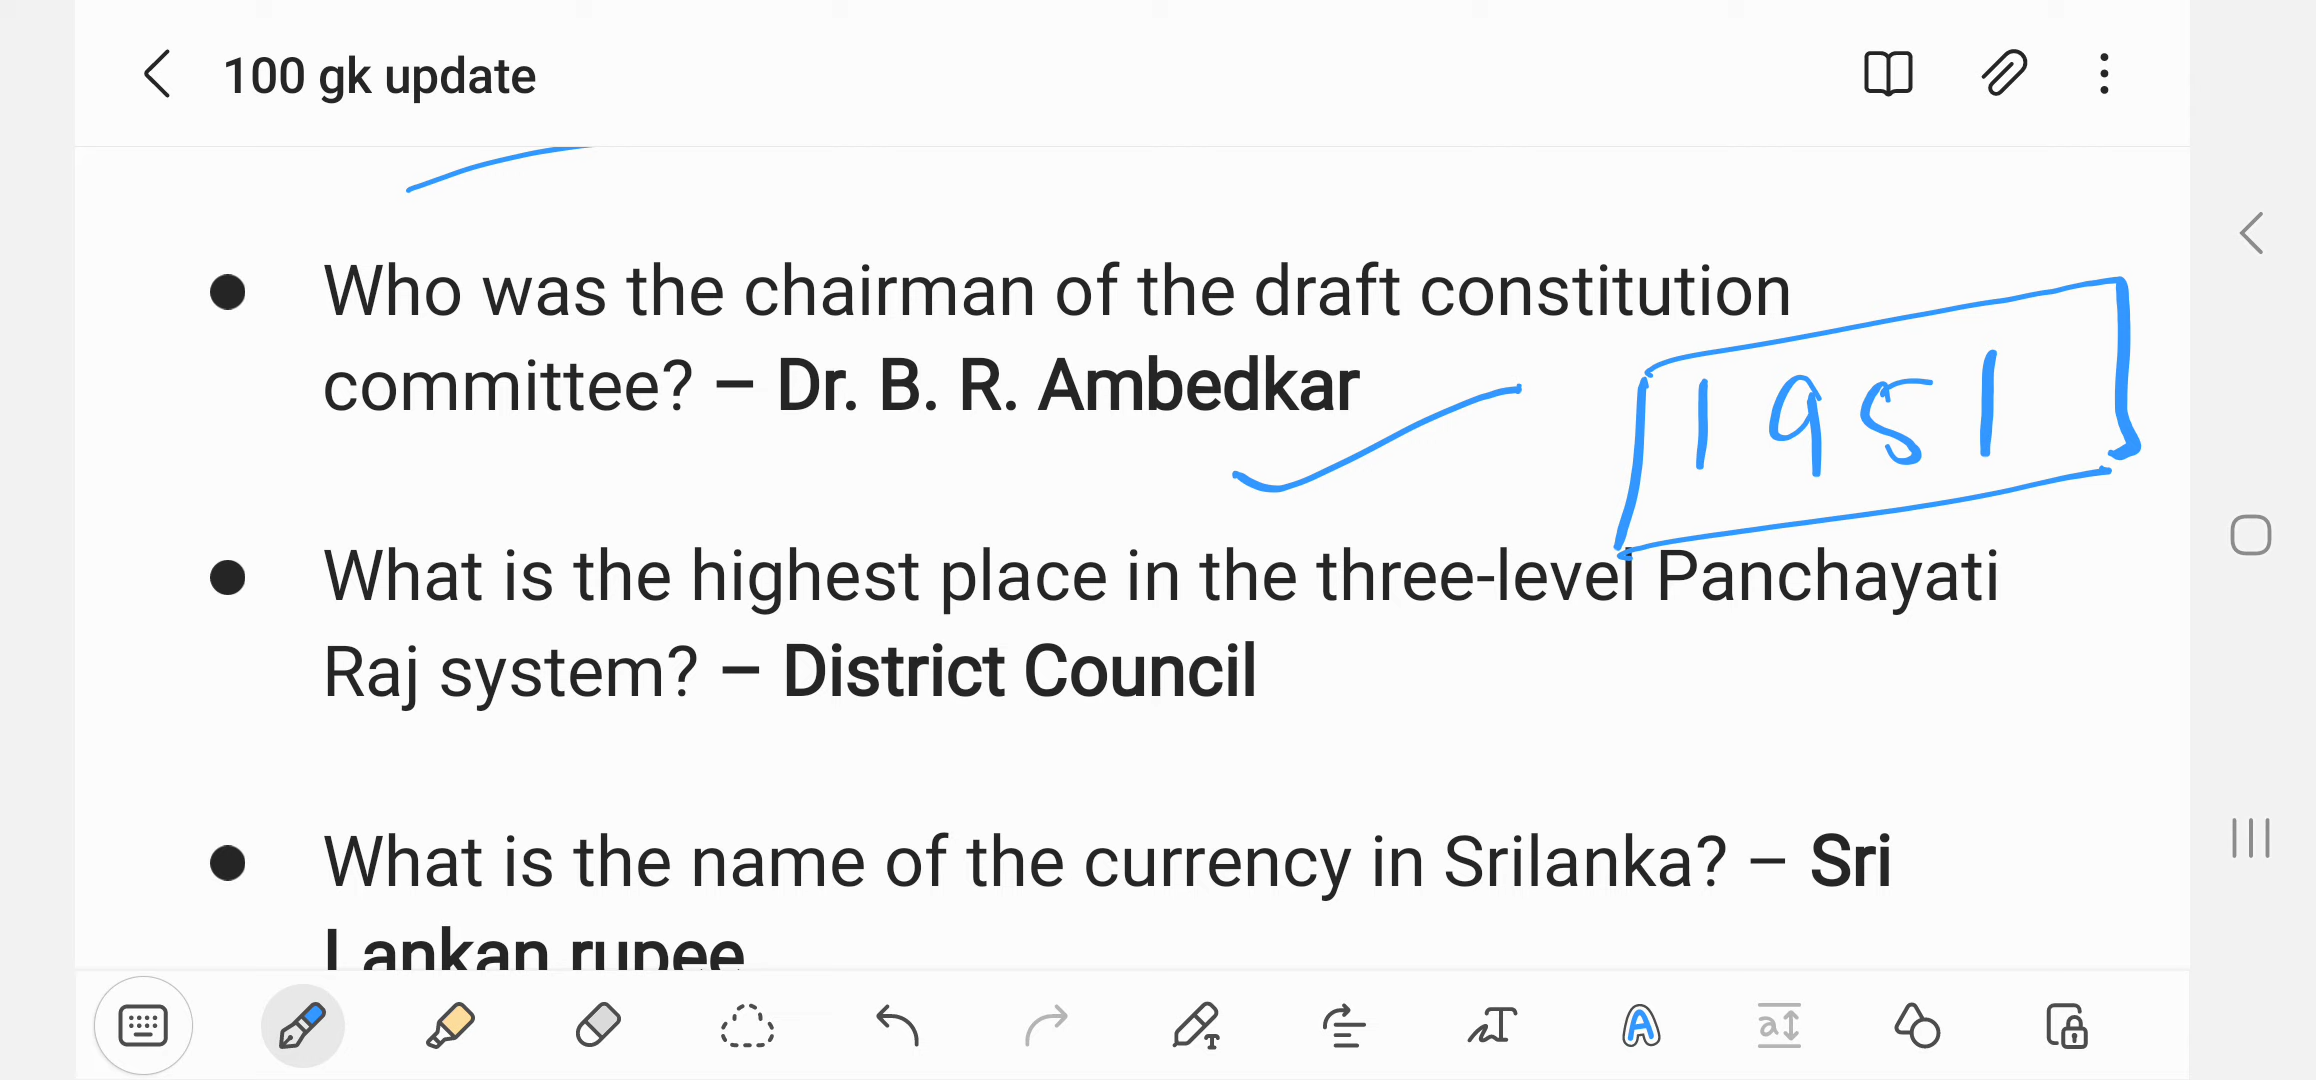 100 gk update
Who was the chairman of the draft constitution
committee? – Dr. B. R. Ambedkar
1951
What is the highest place in the three-level Panchayati
Raj system? – District Council
What is the name of the currency in Srilanka? – Sri
Lankan rupee